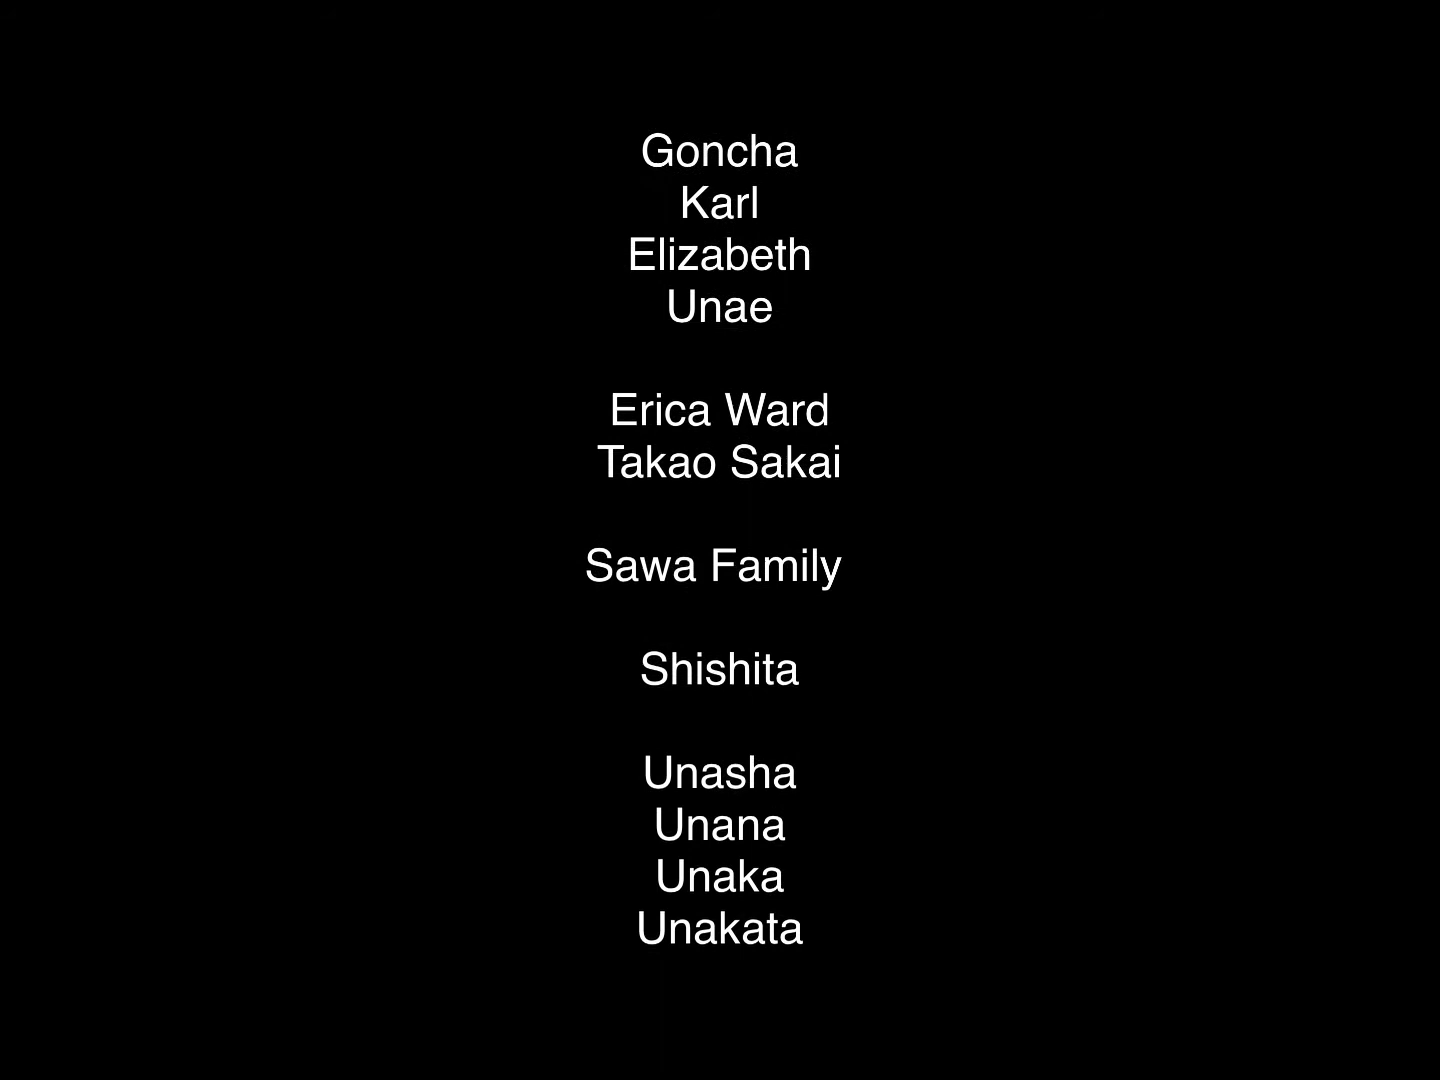 Goncha
Karl
Elizabeth
Unae
Erica Ward
Takao Sakai
Sawa Family
Shishita
Unasha
Unana
Unaka
Unakata